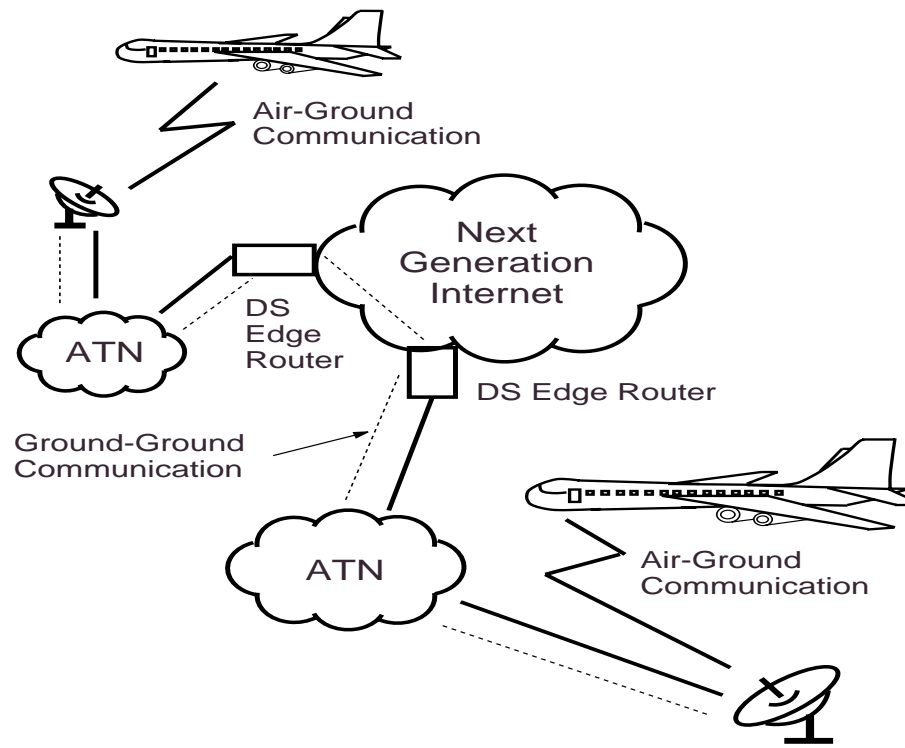 Air-Ground
Communication
Next
Generation
Internet
DS
Edge
Router
ATN
DS Edge Router
Ground-Ground
Communication
ATN
Air-Ground
Communication